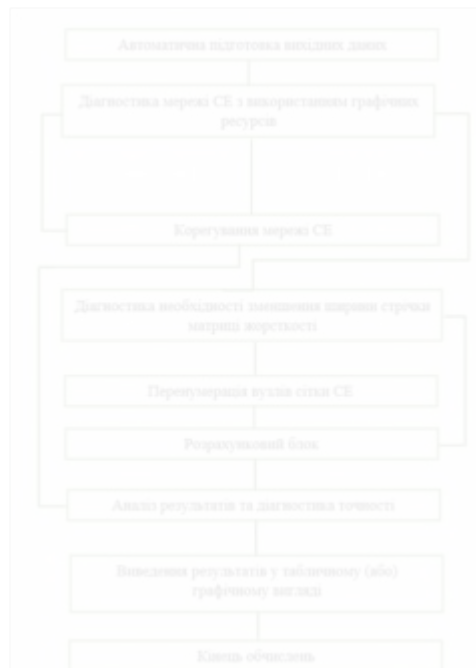 Автоматична підготовка вихідних даних
Діагностика мережі СЕ з використанням графічних
ресурсів
Корегування мережі СЕ
Діагностика необхідності зменшення ширини стрічка
матриці жорсткості
Перенумерація вузлів сітки СЕ
Розрахунковий блок
Аналіз результатів та діагностика точності
Виведення результатів у табличному (або)
графічному вигляді
Кінець обчислень